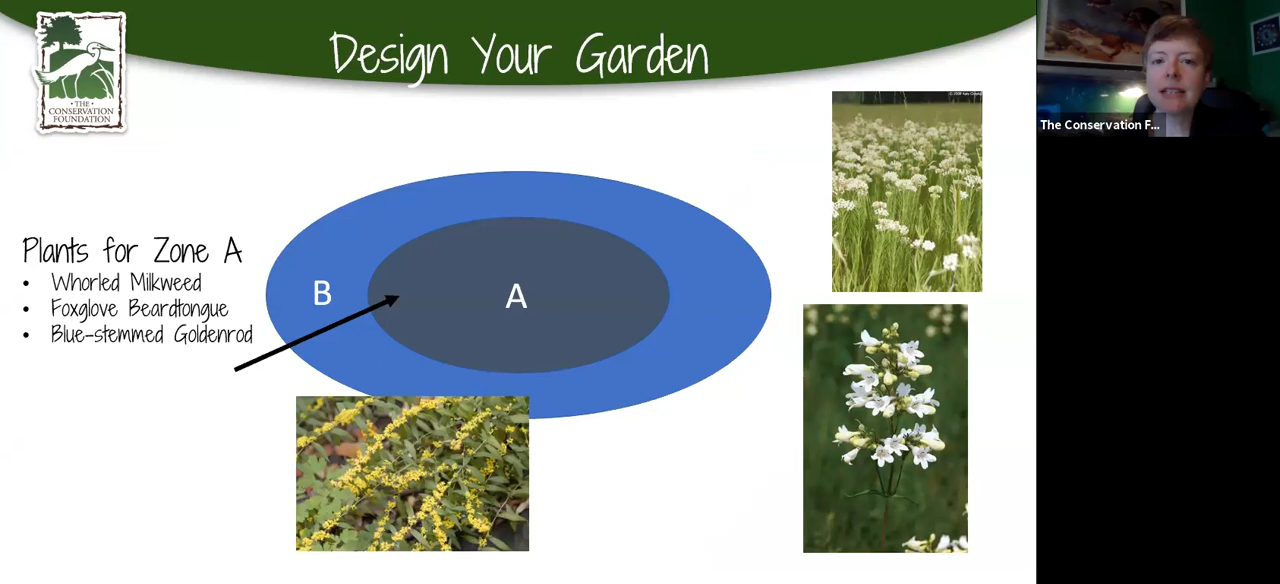 Design Your Garden
• THE •
CONSERVATION
FOUNDATION
The Conservation F...
Plants for Zone A
• Whorled Milkweed
• Foxglove Beardtongue
• Blue-stemmed Goldenrod
B
A